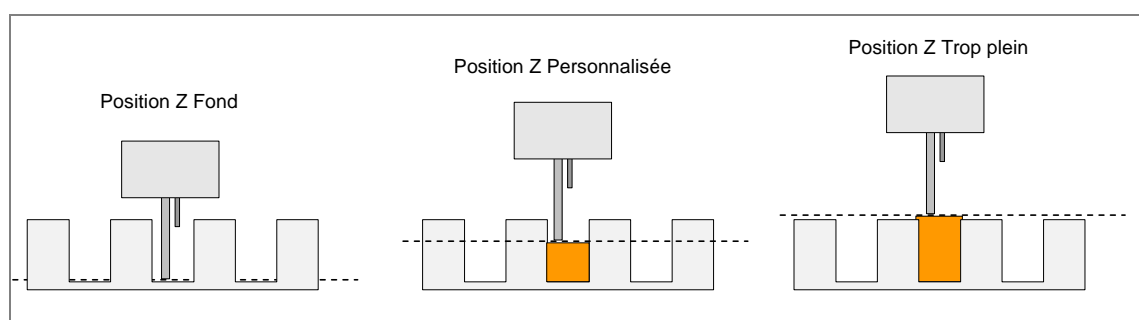 Position Z Fond
Position Z Personnalisée
Position Z Trop plein